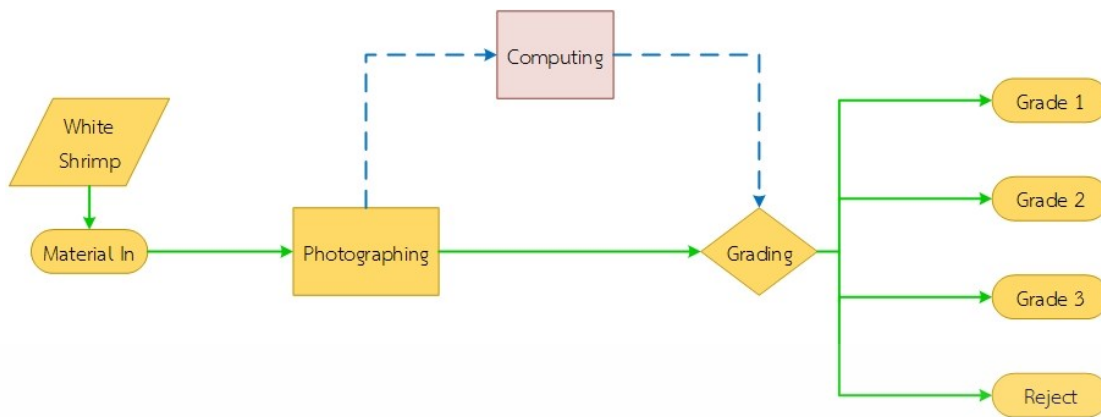 Computing
White
Shrimp
Material In
Photographing
Grading
Grade 1
Grade 2
Grade 3
Reject